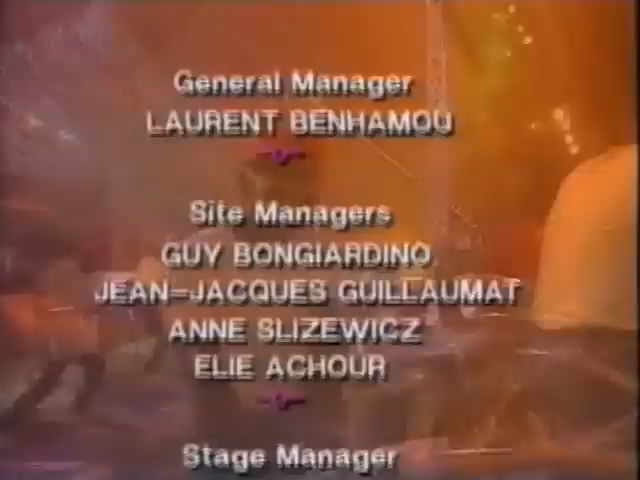 General Manager
LAURENT BENHAMOU
Site Managers
GUY BONGIARDINO
JEAN-JACQUES GUILLAUMAT
ANNE SLIZEWICZ
ELIE ACHOUR
Stage Manager